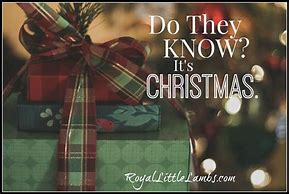 Do They
KNOW?
It's
CHRISTMAS.
RoyalLittleLambs.com